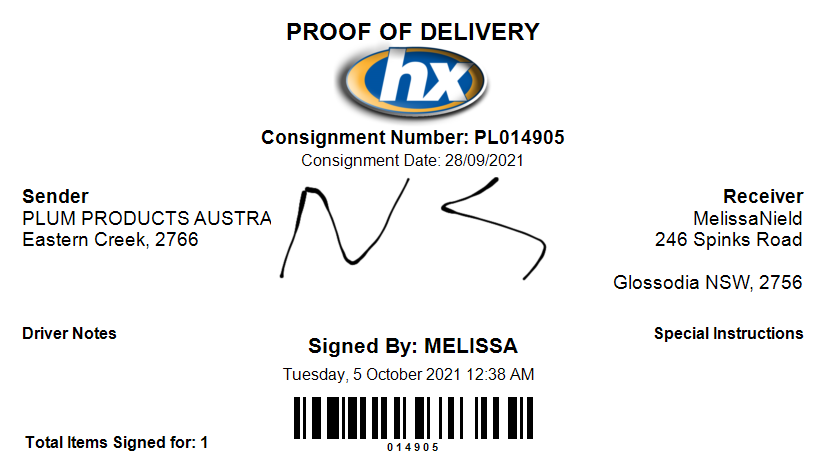 PROOF OF DELIVERY
hx
Consignment Number: PL014905
Consignment Date: 28/09/2021
Sender
PLUM PRODUCTS AUSTRA
Eastern Creek, 2766
Receiver
MelissaNield
246 Spinks Road
Glossodia NSW, 2756
NS
Driver Notes
Special Instructions
Signed By: MELISSA
Tuesday, 5 October 2021 12:38 AM
014905
Total Items Signed for: 1